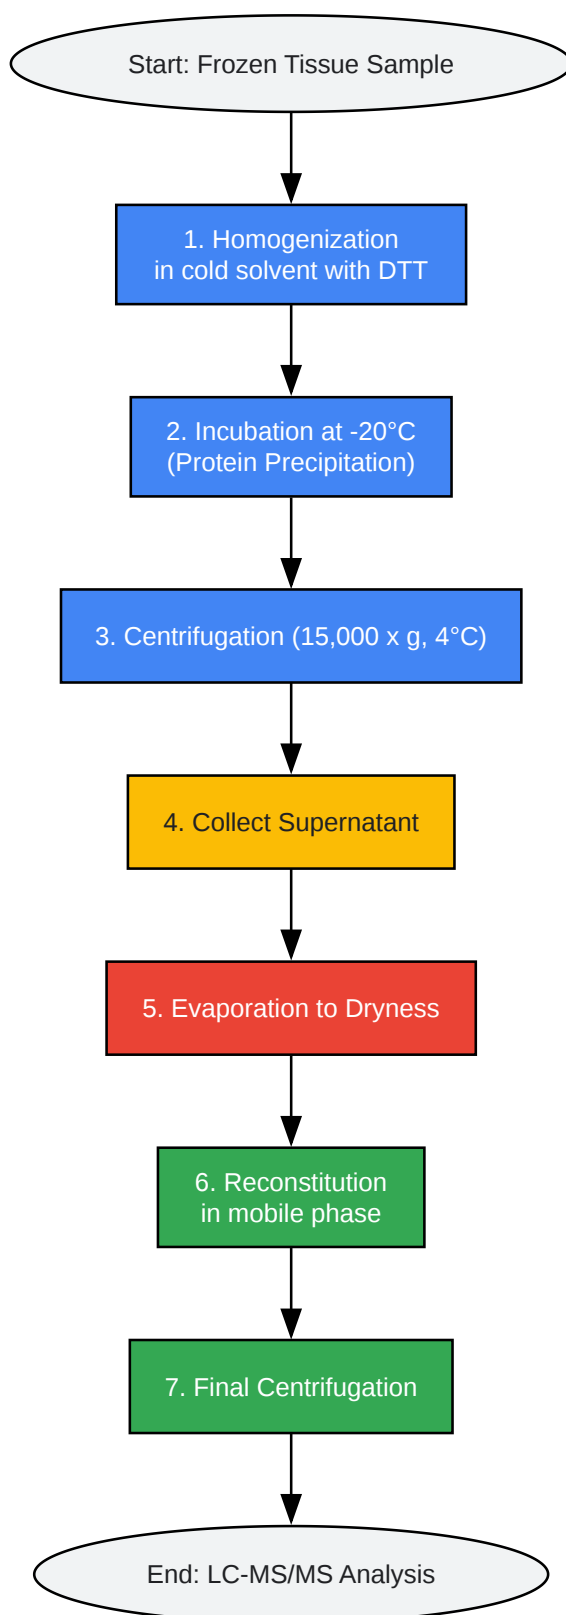 Start: Frozen Tissue Sample
1. Homogenization
in cold solvent with DTT
2. Incubation at -20°C
(Protein Precipitation)
3. Centrifugation (15,000 x g, 4°C)
4. Collect Supernatant
5. Evaporation to Dryness
6. Reconstitution
in mobile phase
7. Final Centrifugation
End: LC-MS/MS Analysis